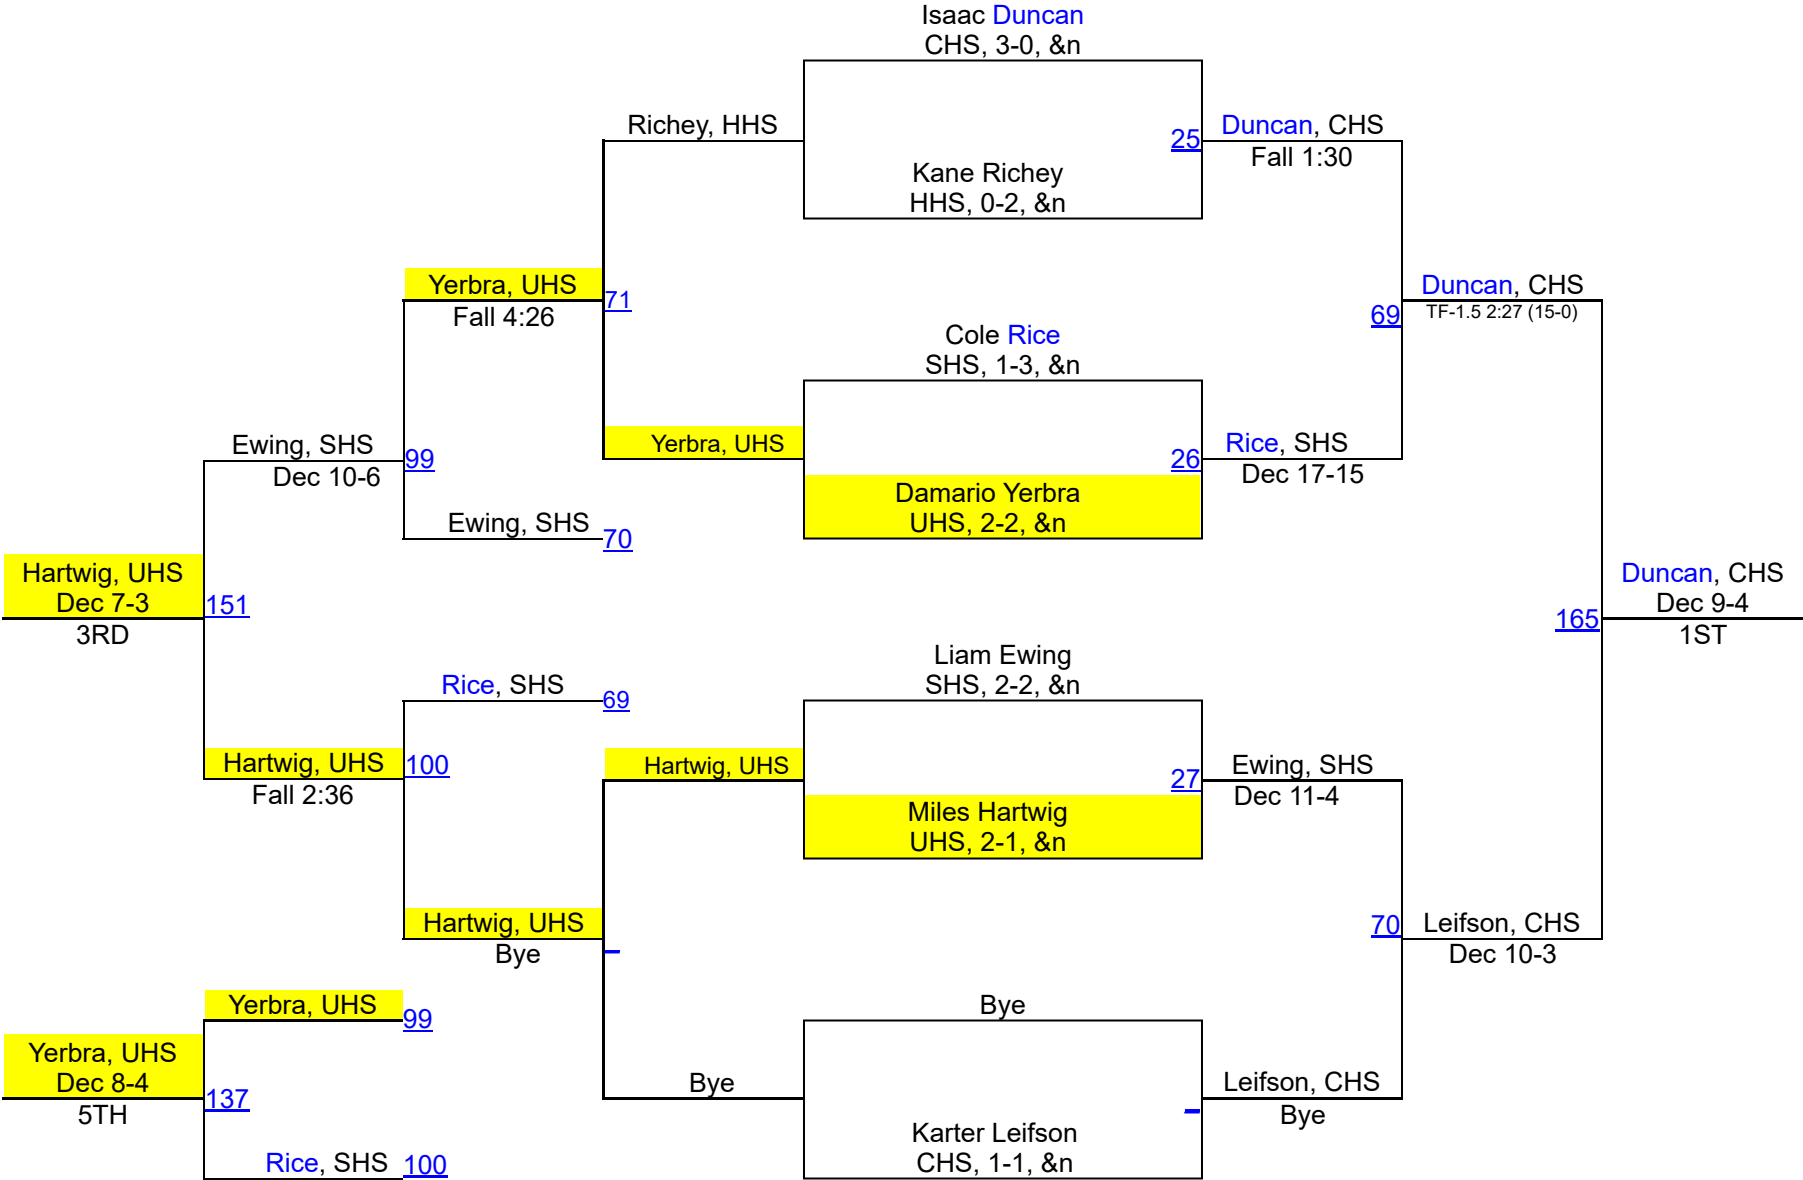 Isaac Duncan
CHS, 3-0, &n
Richey, HHS
25
Duncan, CHS
Fall 1:30
Kane Richey
HHS, 0-2, &n
Yerbra, UHS
Fall 4:26
71
Duncan, CHS
TF-1.5 2:27 (15-0)
69
Cole Rice
SHS, 1-3, &n
Ewing, SHS
Dec 10-6
99
Yerbra, UHS
26
Rice, SHS
Dec 17-15
Damario Yerbra
UHS, 2-2, &n
Ewing, SHS
70
Hartwig, UHS
Dec 7-3
3RD
151
165
Duncan, CHS
Dec 9-4
1ST
Liam Ewing
SHS, 2-2, &n
Rice, SHS
69
Hartwig, UHS
Fall 2:36
100
Hartwig, UHS
27
Ewing, SHS
Dec 11-4
Miles Hartwig
UHS, 2-1, &n
Hartwig, UHS
Bye
70
Leifson, CHS
Dec 10-3
Yerbra, UHS
99
Bye
Yerbra, UHS
Dec 8-4
5TH
137
Bye
Leifson, CHS
Bye
Karter Leifson
CHS, 1-1, &n
Rice, SHS
100